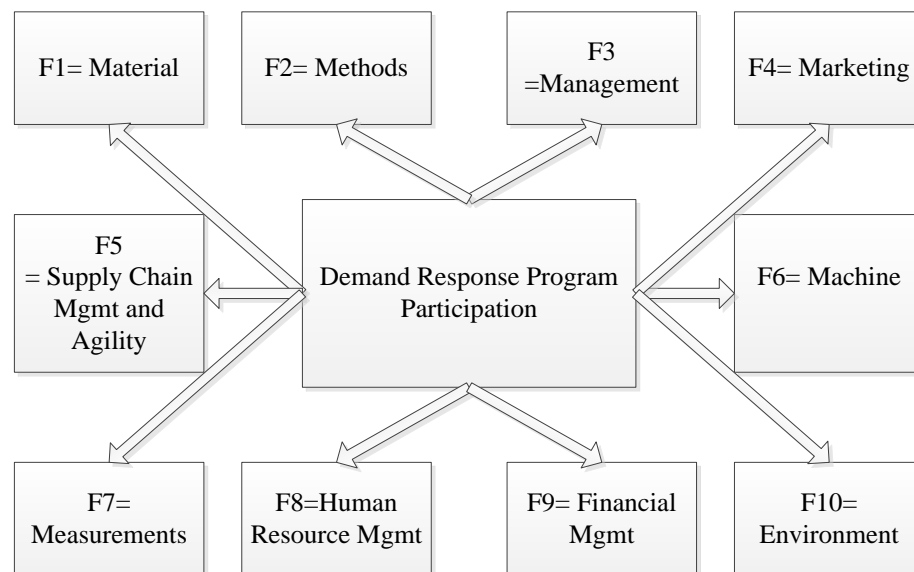 F1= Material
F2= Methods
F3
=Management
F4= Marketing
F5
= Supply Chain
Mgmt and
Agility
Demand Response Program
Participation
F6= Machine
F7=
Measurements
F8=Human
Resource Mgmt
F9= Financial
Mgmt
F10=
Environment